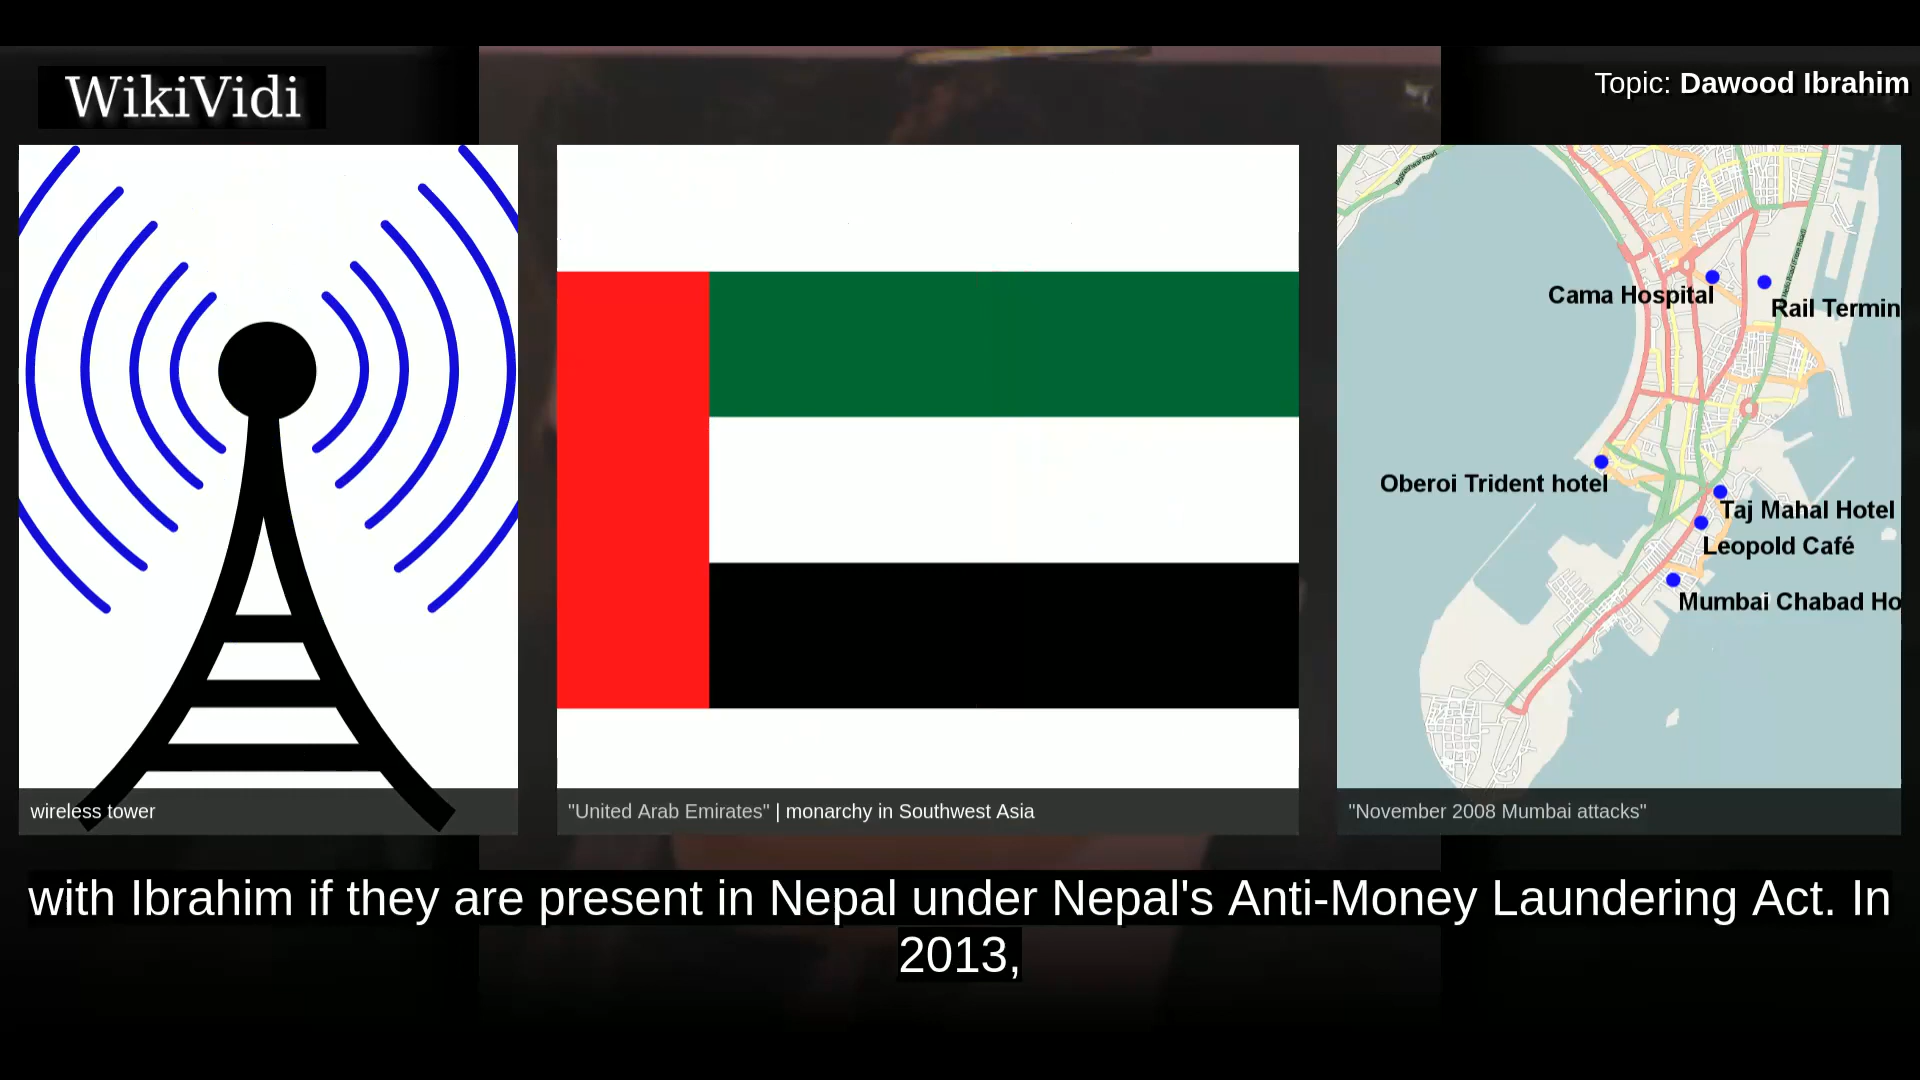 WikiVidi
Topic: Dawood Ibrahim
Cama Hospital
Rail Termin
Oberoi Trident hotel
Taj Mahal Hotel
Leopold Café
Mumbai Chabad Ho
wireless tower
"United Arab Emirates" | monarchy in Southwest Asia
"November 2008 Mumbai attacks"
with Ibrahim if they are present in Nepal under Nepal's Anti-Money Laundering Act. In
2013,